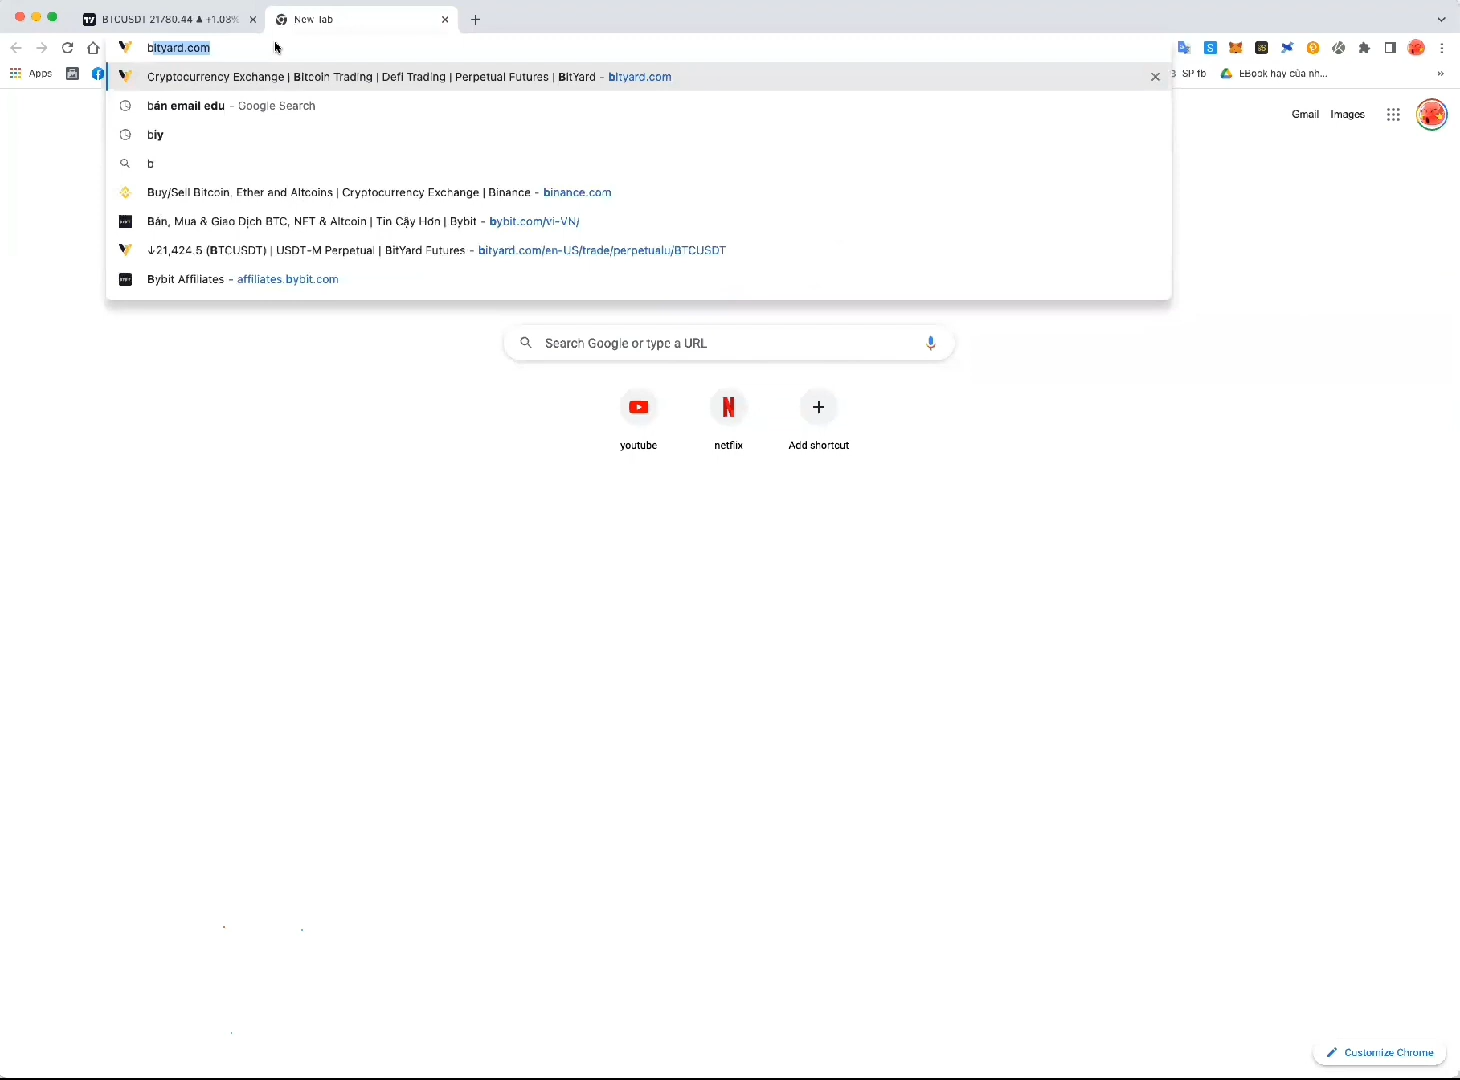 BTCUSDT 21780.44 ▲ +1.03%
New Tab
bityard.com
Cryptocurrency Exchange | Bitcoin Trading | Defi Trading | Perpetual Futures | BitYard - bityard.com
bán email edu - Google Search
biy
b
Buy/Sell Bitcoin, Ether and Altcoins | Cryptocurrency Exchange | Binance - binance.com
Bán, Mua & Giao Dịch BTC, NFT & Altcoin | Tin Cậy Hơn | Bybit - bybit.com/vi-VN/
↓21,424.5 (BTCUSDT) | USDT-M Perpetual | BitYard Futures - bityard.com/en-US/trade/perpetualu/BTCUSDT
Bybit Affiliates - affiliates.bybit.com
Apps
SP fb
EBook hay của nh...
Gmail
Images
Search Google or type a URL
youtube
netflix
Add shortcut
Customize Chrome